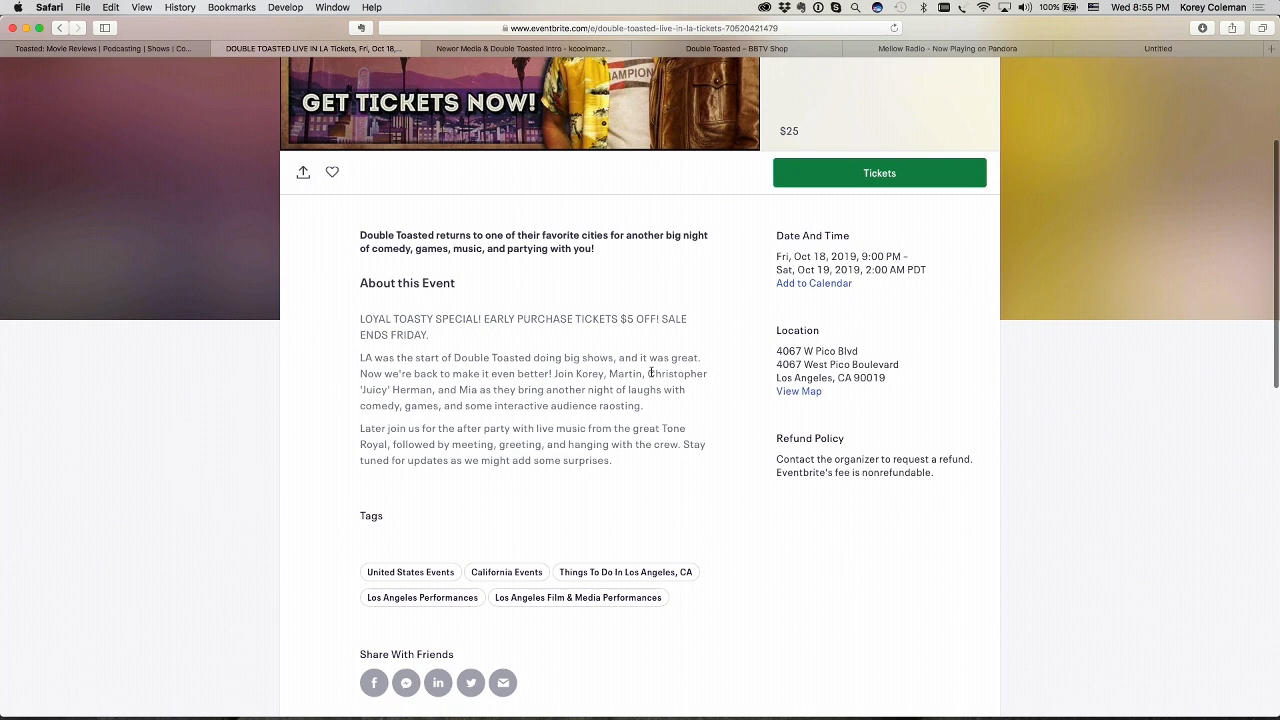 Safari File Edit View History Bookmarks Develop Window Help 100% Wed 8:55 PM Korey Coleman
www.eventbrite.com/e/double-toasted-live-in-la-tickets-70520421479
Toasted: Movie Reviews | Podcasting | Shows | Co... DOUBLE TOASTED LIVE IN LA Tickets, Fri, Oct 18,... Newor Media & Double Toasted Intro - kcoolmanz... Double Toasted – BBTV Shop Mellow Radio - Now Playing on Pandora Untitled
GET TICKETS NOW!
$25
Tickets
Double Toasted returns to one of their favorite cities for another big night
of comedy, games, music, and partying with you!
About this Event
LOYAL TOASTY SPECIAL! EARLY PURCHASE TICKETS $5 OFF! SALE
ENDS FRIDAY.
LA was the start of Double Toasted doing big shows, and it was great.
Now we're back to make it even better! Join Korey, Martin, Christopher
'Juicy' Herman, and Mia as they bring another night of laughs with
comedy, games, and some interactive audience raosting.
Later join us for the after party with live music from the great Tone
Royal, followed by meeting, greeting, and hanging with the crew. Stay
tuned for updates as we might add some surprises.
Tags
United States Events California Events Things To Do In Los Angeles, CA
Los Angeles Performances Los Angeles Film & Media Performances
Share With Friends
Date And Time
Fri, Oct 18, 2019, 9:00 PM –
Sat, Oct 19, 2019, 2:00 AM PDT
Add to Calendar
Location
4067 W Pico Blvd
4067 West Pico Boulevard
Los Angeles, CA 90019
View Map
Refund Policy
Contact the organizer to request a refund.
Eventbrite's fee is nonrefundable.